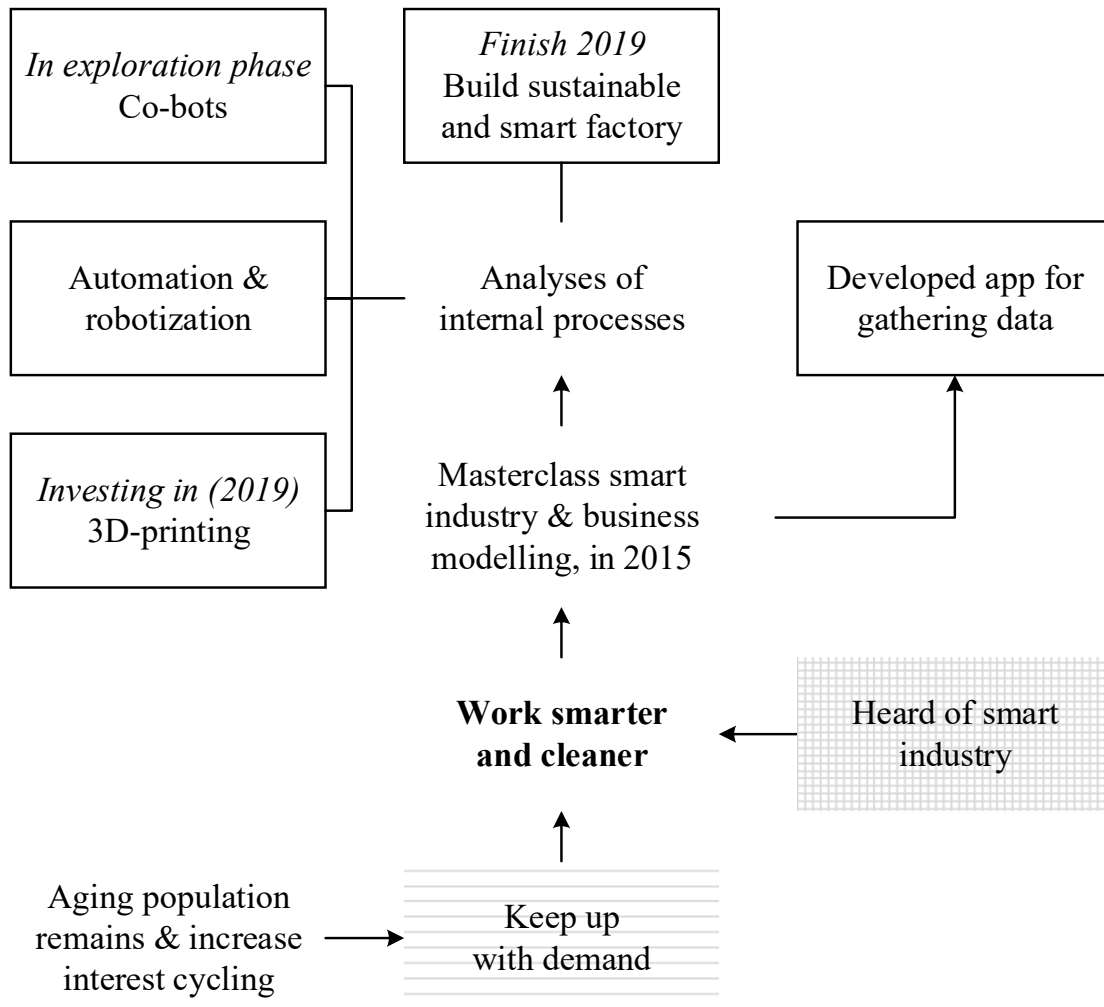 In exploration phase
Co-bots
Finish 2019
Build sustainable
and smart factory
Automation &
robotization
Analyses of
internal processes
Developed app for
gathering data
Investing in (2019)
3D-printing
Masterclass smart
industry & business
modelling, in 2015
Work smarter
and cleaner
Heard of smart
industry
Aging population
remains & increase
interest cycling
Keep up
with demand